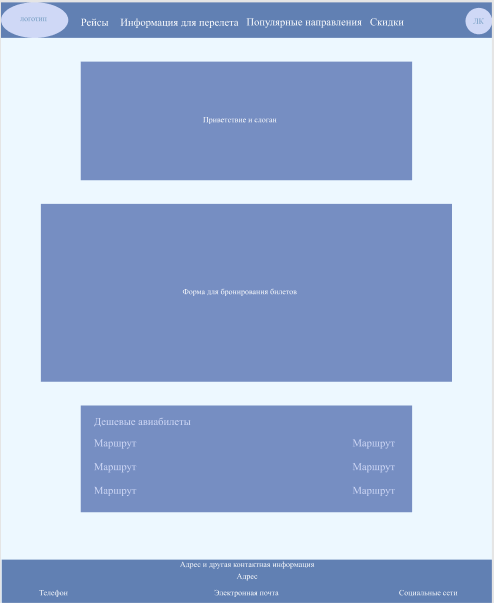 логотип
Рейсы Информация для перелета Популярные направления Скидки
ЛК
Приветствие и слоган
Форма для бронирования билетов
Дешевые авиабилеты
Маршрут Маршрут
Маршрут Маршрут
Маршрут Маршрут
Адрес и другая контактная информация
Адрес
Телефон Электронная почта Социальные сети